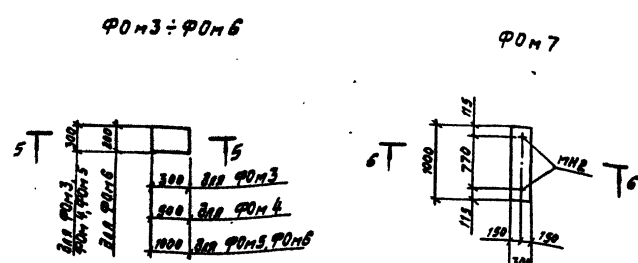 ФОм3÷ФОм6
ФОм7
5
5
300
200
для ФОм3,
ФОм4, ФОм5
для ФОм6
300 для ФОм3
500 для ФОм4
1000 для ФОм5, ФОм6
6
6
115
1000
770
115
МН2
150
150
300